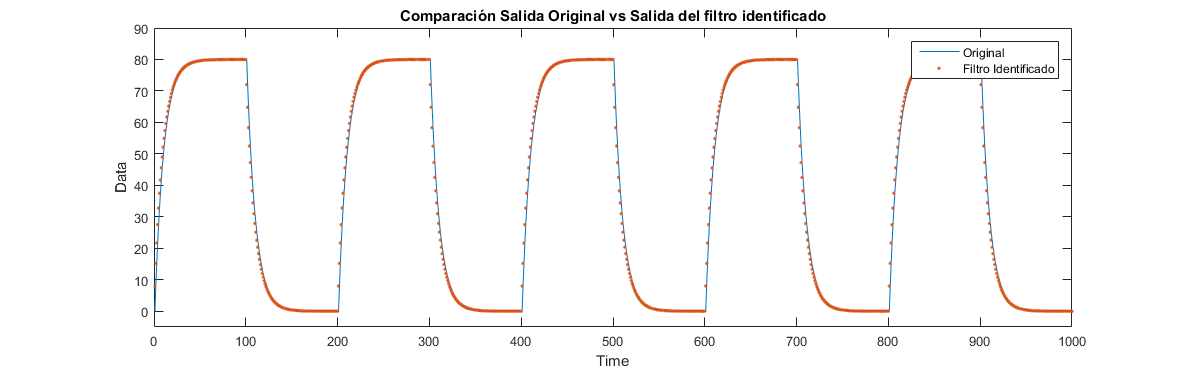 Comparación Salida Original vs Salida del filtro identificado
Original
Filtro Identificado
Data
90
80
70
60
50
40
30
20
10
0
0 100 200 300 400 500 600 700 800 900 1000
Time